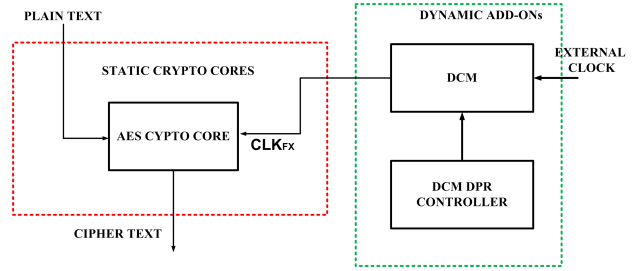 PLAIN TEXT
DYNAMIC ADD-ONs
STATIC CRYPTO CORES
DCM
EXTERNAL
CLOCK
AES CYPTO CORE
CLKFX
DCM DPR
CONTROLLER
CIPHER TEXT